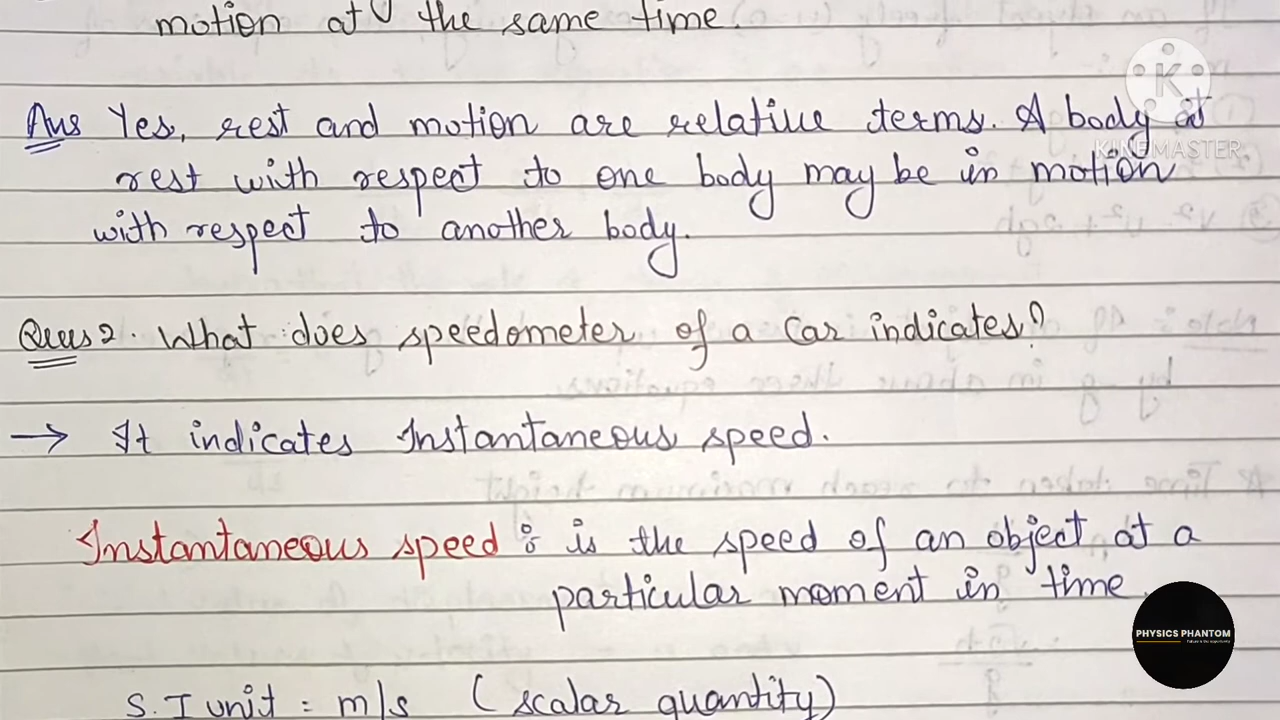 motion at the same time.
KINEMASTER
Ans Yes, rest and motion are relative terms. A body at
rest with respect to one body may be in motion
with respect to another body.
Ques 2. What does speedometer of a car indicates?
→ It indicates Instantaneous speed.
Instantaneous speed : is the speed of an object at a
particular moment in time.
PHYSICS PHANTOM
S.I unit = m/s (scalar quantity)